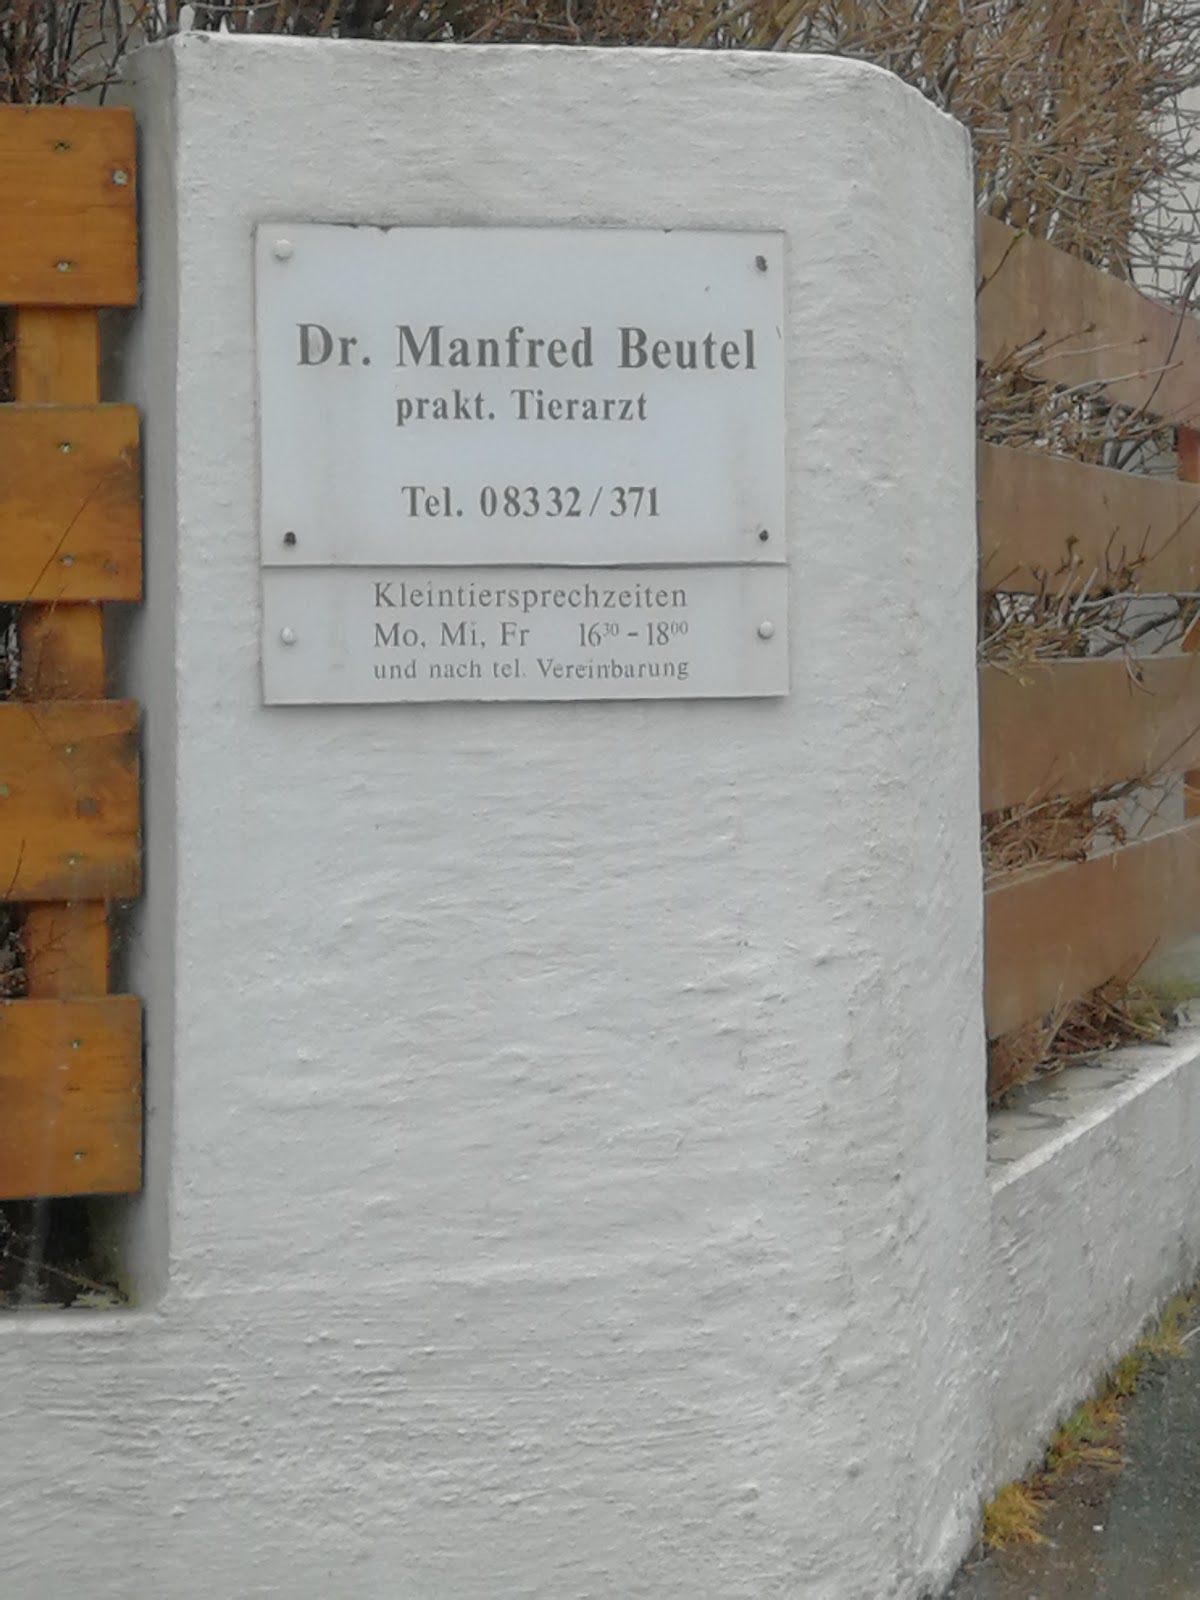 Dr. Manfred Beutel
prakt. Tierarzt
Tel. 08332/371
Kleintiersprechzeiten
Mo, Mi, Fr 16³⁰ - 18⁰⁰
und nach tel. Vereinbarung